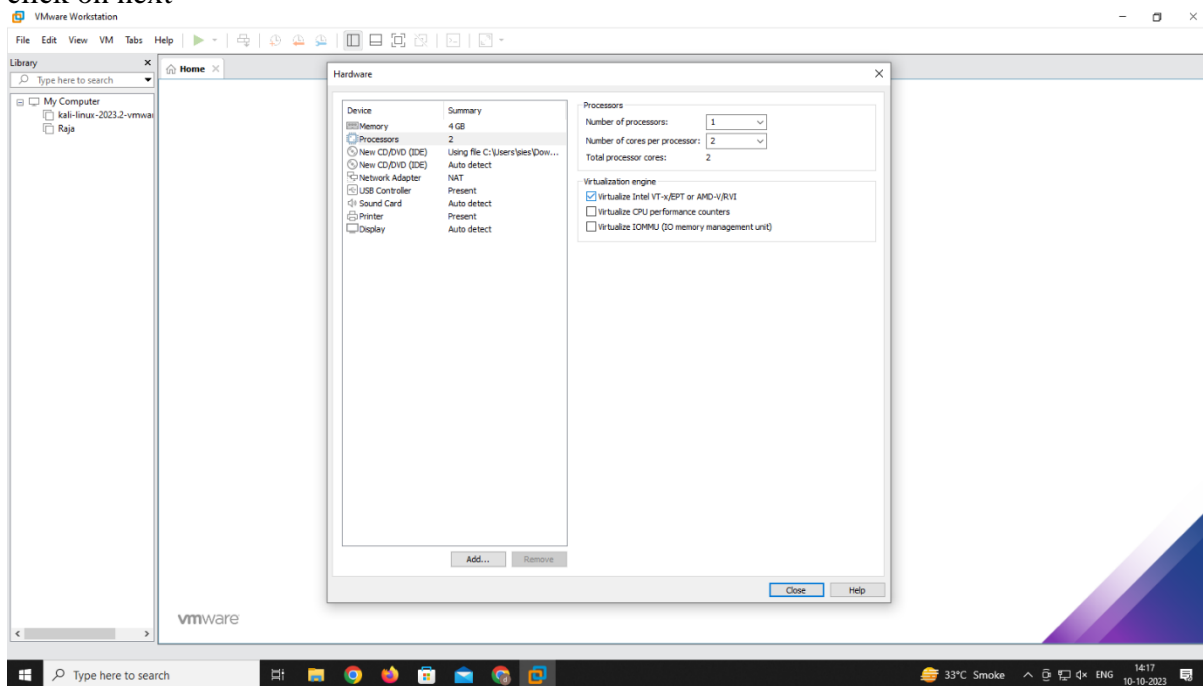 click on next
VMware Workstation
File Edit View VM Tabs Help
Library
Type here to search
Home
My Computer
kali-linux-2023.2-vmwar
Raja
Hardware
Device Summary
Memory 4 GB
Processors 2
New CD/DVD (IDE) Using file C:\Users\sies\Dow...
New CD/DVD (IDE) Auto detect
Network Adapter NAT
USB Controller Present
Sound Card Auto detect
Printer Present
Display Auto detect
Add... Remove
Processors
Number of processors: 1
Number of cores per processor: 2
Total processor cores: 2
Virtualization engine
Virtualize Intel VT-x/EPT or AMD-V/RVI
Virtualize CPU performance counters
Virtualize IOMMU (IO memory management unit)
Close Help
vmware
Type here to search
33°C Smoke
ENG
14:17
10-10-2023